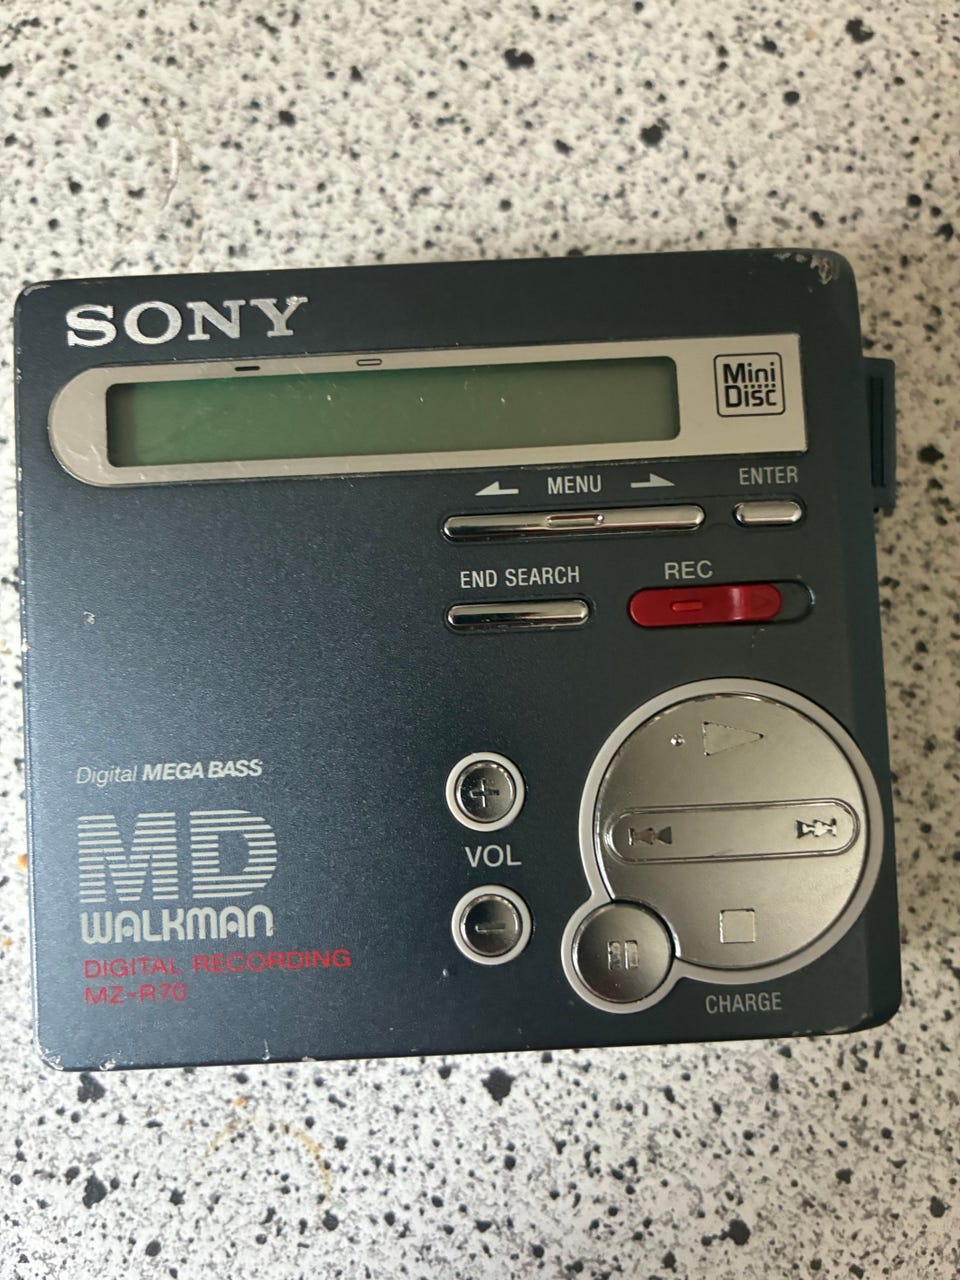 SONY
Mini
Disc
MENU
ENTER
END SEARCH
REC
Digital MEGA BASS
MD
WALKMAN
DIGITAL RECORDING
MZ-R70
VOL
CHARGE